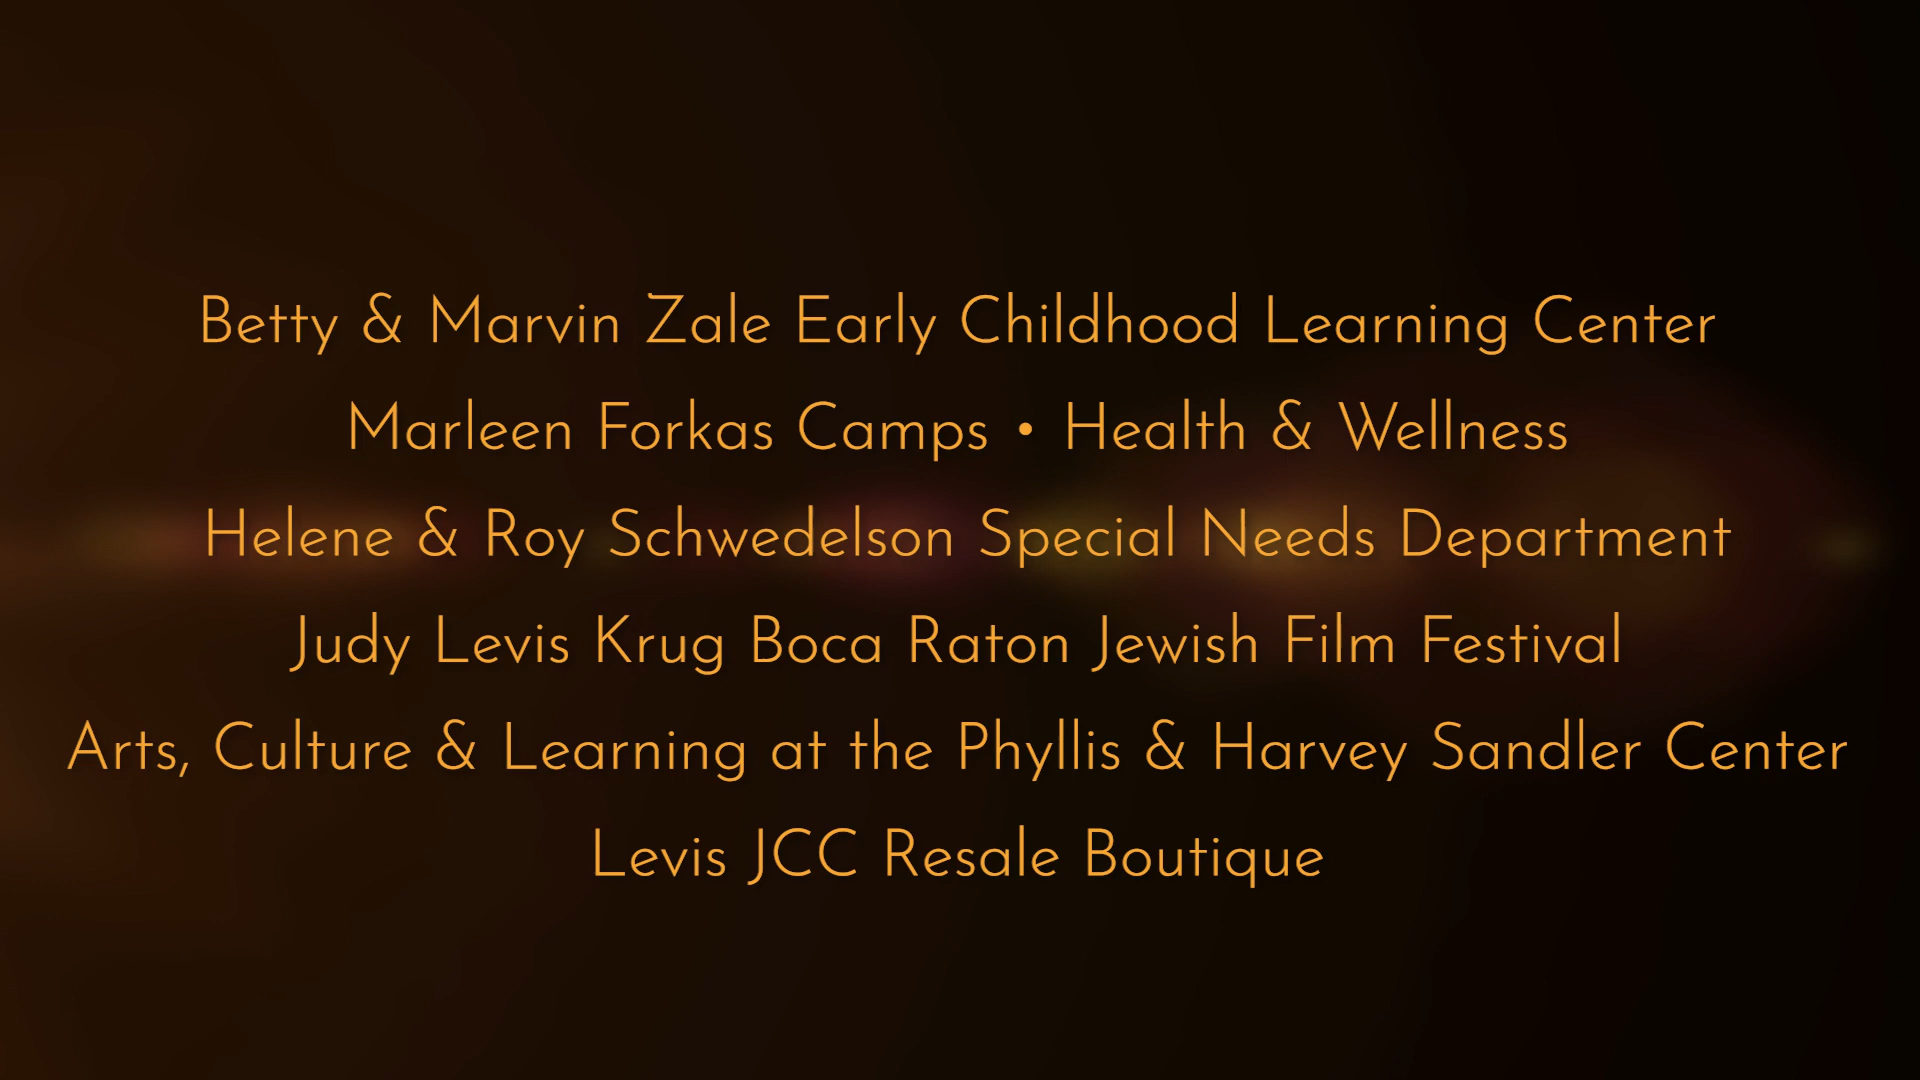 Betty & Marvin Zale Early Childhood Learning Center
Marleen Forkas Camps • Health & Wellness
Helene & Roy Schwedelson Special Needs Department
Judy Levis Krug Boca Raton Jewish Film Festival
Arts, Culture & Learning at the Phyllis & Harvey Sandler Center
Levis JCC Resale Boutique